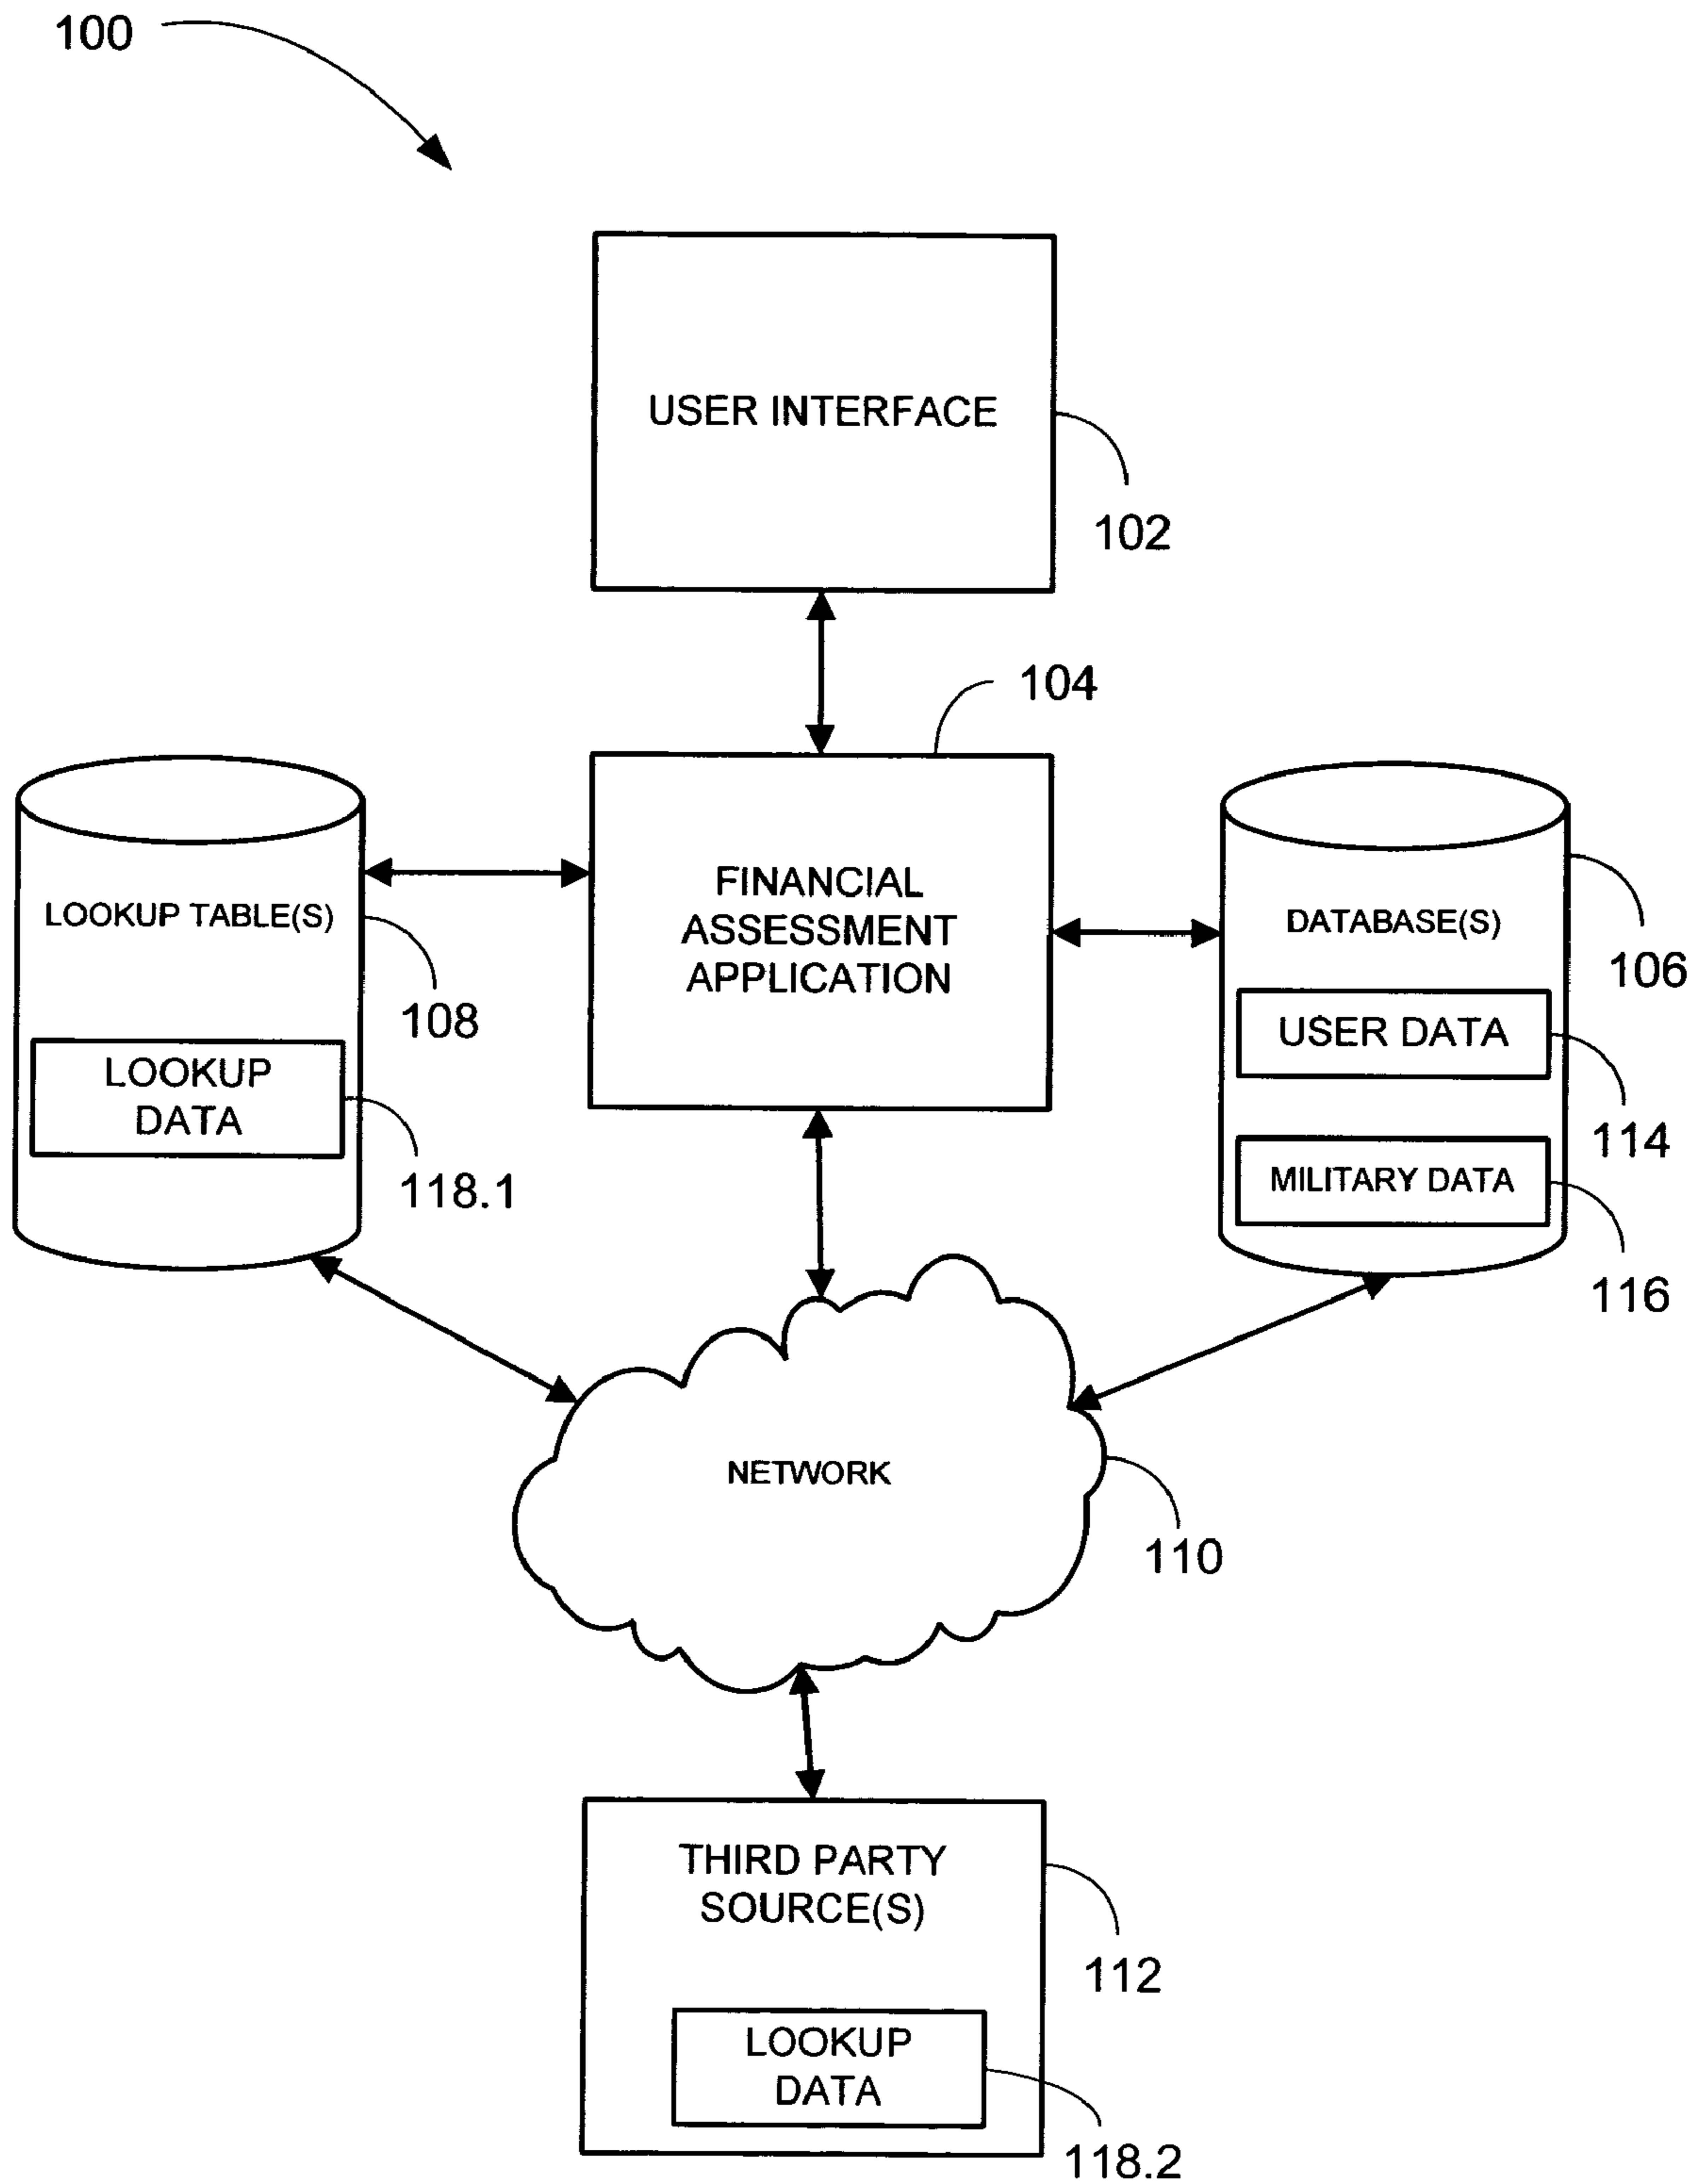 100
USER INTERFACE
102
104
LOOKUP TABLE(S)
108
LOOKUP
DATA
118.1
FINANCIAL
ASSESSMENT
APPLICATION
DATABASE(S)
106
USER DATA
114
MILITARY DATA
116
NETWORK
110
THIRD PARTY
SOURCE(S)
112
LOOKUP
DATA
118.2